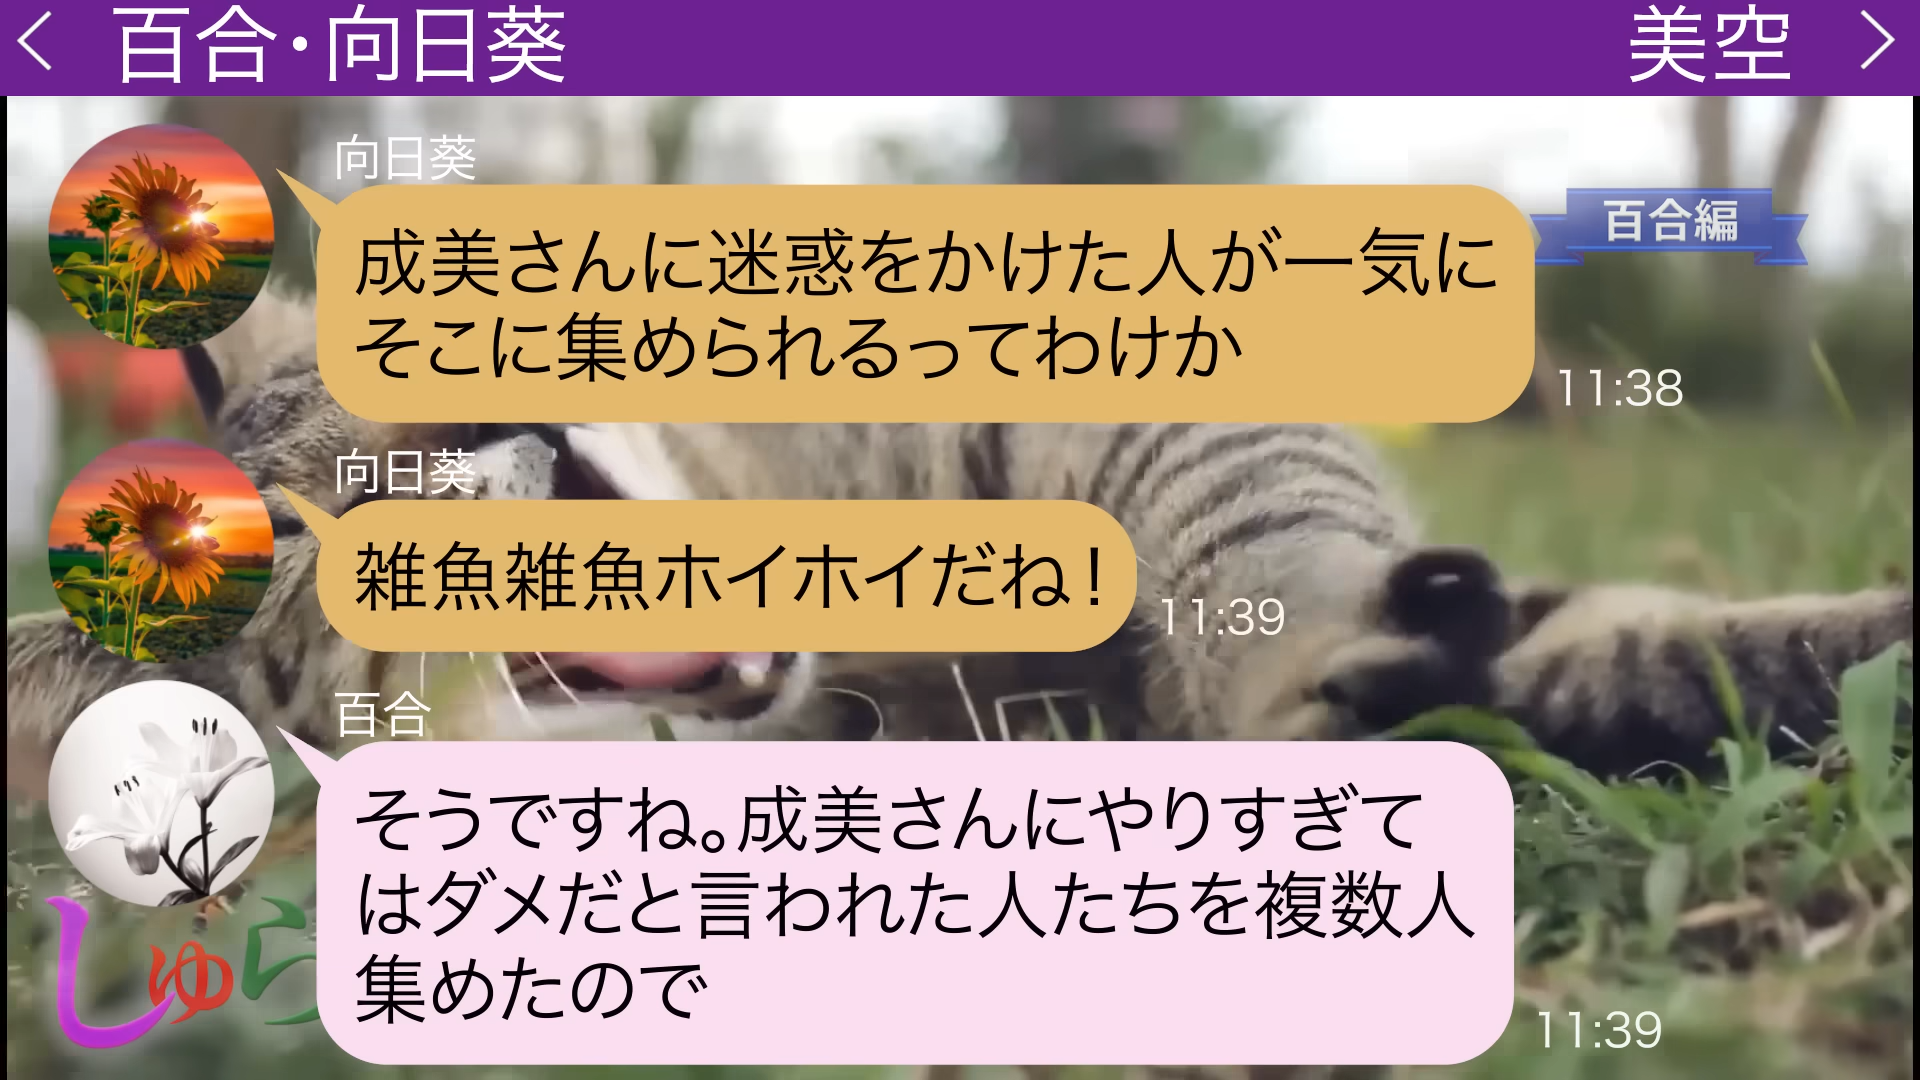 百合・向日葵
美空
向日葵
百合編
成美さんに迷惑をかけた人が一気に
そこに集められるってわけか
11:38
向日葵
雑魚雑魚ホイホイだね！
11:39
百合
そうですね。成美さんにやりすぎて
はダメだと言われた人たちを複数人
集めたので
11:39
しゅら